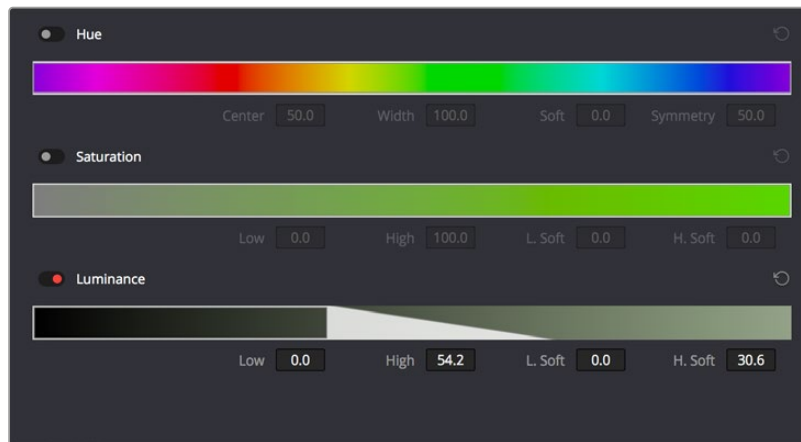 Hue
Center 50.0 Width 100.0 Soft 0.0 Symmetry 50.0
Saturation
Low 0.0 High 100.0 L. Soft 0.0 H. Soft 0.0
Luminance
Low 0.0 High 54.2 L. Soft 0.0 H. Soft 30.6